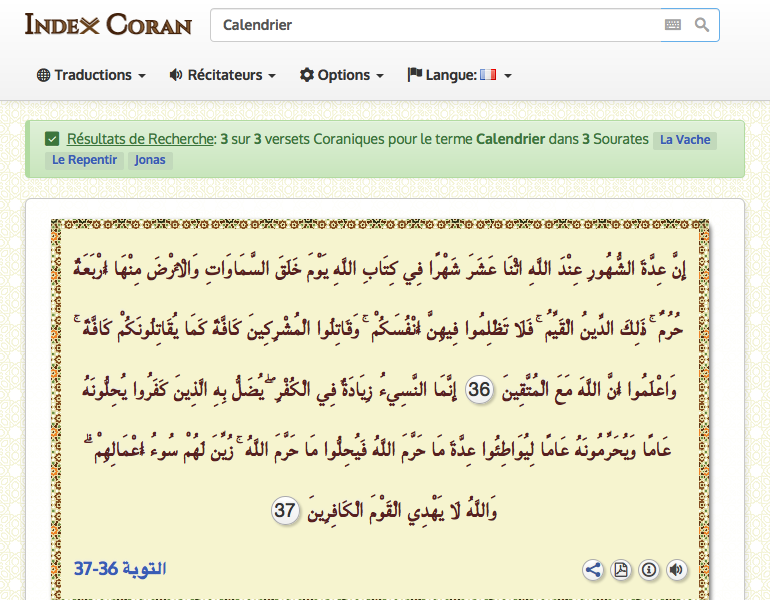 Index Coran
Calendrier
Traductions Récitateurs Options Langue:
Résultats de Recherche: 3 sur 3 versets Coraniques pour le terme Calendrier dans 3 Sourates La Vache
Le Repentir Jonas
إِنَّ عِدَّةَ الشُّهُورِ عِنْدَ اللَّهِ اثْنَا عَشَرَ شَهْرًا فِي كِتَابِ اللَّهِ يَوْمَ خَلَقَ السَّمَاوَاتِ وَالْأَرْضَ مِنْهَا أَرْبَعَةٌ
حُرُمٌ ۚ ذَٰلِكَ الدِّينُ الْقَيِّمُ ۚ فَلَا تَظْلِمُوا فِيهِنَّ أَنْفُسَكُمْ ۚ وَقَاتِلُوا الْمُشْرِكِينَ كَافَّةً كَمَا يُقَاتِلُونَكُمْ كَافَّةً ۚ
وَاعْلَمُوا أَنَّ اللَّهَ مَعَ الْمُتَّقِينَ 36 إِنَّمَا النَّسِيءُ زِيَادَةٌ فِي الْكُفْرِ ۖ يُضَلُّ بِهِ الَّذِينَ كَفَرُوا يُحِلُّونَهُ
عَامًا وَيُحَرِّمُونَهُ عَامًا لِيُوَاطِئُوا عِدَّةَ مَا حَرَّمَ اللَّهُ فَيُحِلُّوا مَا حَرَّمَ اللَّهُ ۚ زُيِّنَ لَهُمْ سُوءُ أَعْمَالِهِمْ ۗ
وَاللَّهُ لَا يَهْدِي الْقَوْمَ الْكَافِرِينَ 37
التوبة 36-37